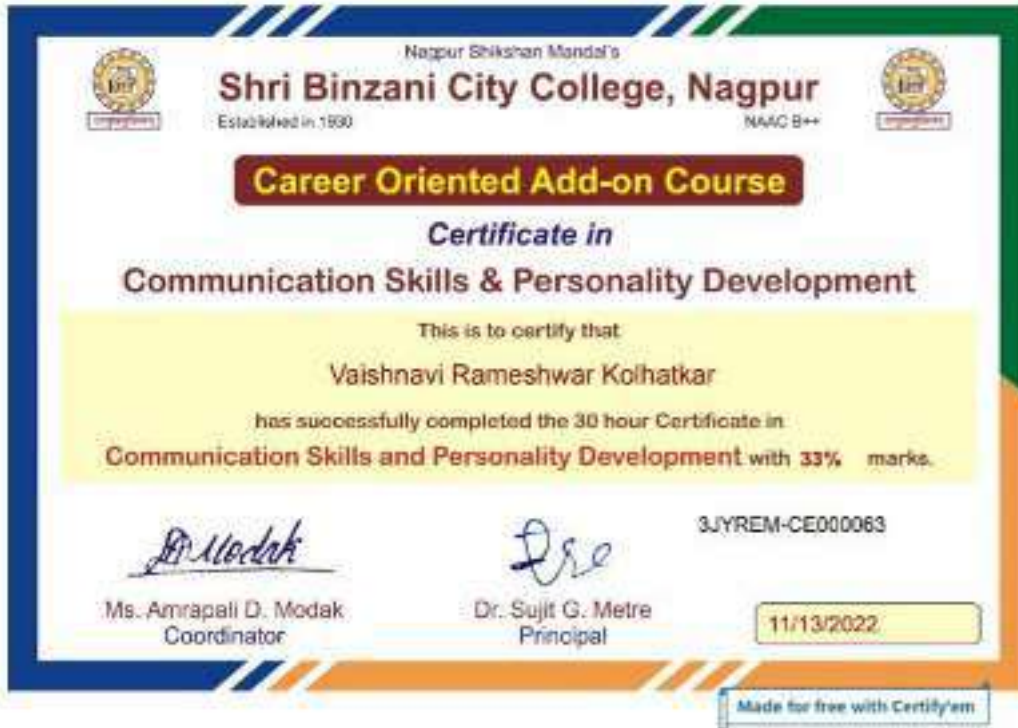 Nagpur Shikshan Mandal's
Shri Binzani City College, Nagpur
Established in 1930
NAAC B++
Career Oriented Add-on Course
Certificate in
Communication Skills & Personality Development
This is to certify that
Vaishnavi Rameshwar Kolhatkar
has successfully completed the 30 hour Certificate in
Communication Skills and Personality Development with 33% marks.
3JYREM-CE000063
Modak
Ms. Amrapali D. Modak
Coordinator
Dr. Sujit G. Metre
Principal
11/13/2022
Made for free with Certify'em